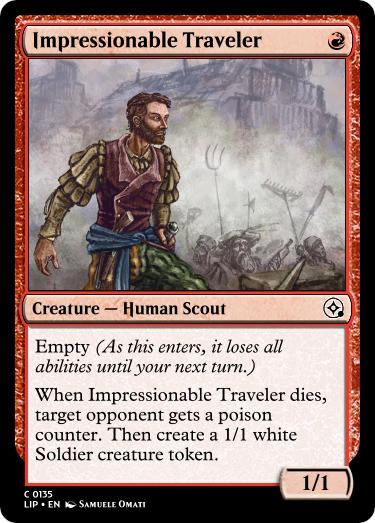 Impressionable Traveler
Creature — Human Scout
Empty (As this enters, it loses all
abilities until your next turn.)
When Impressionable Traveler dies,
target opponent gets a poison
counter. Then create a 1/1 white
Soldier creature token.
1/1
C 0135
LIP • EN Samuele Omati